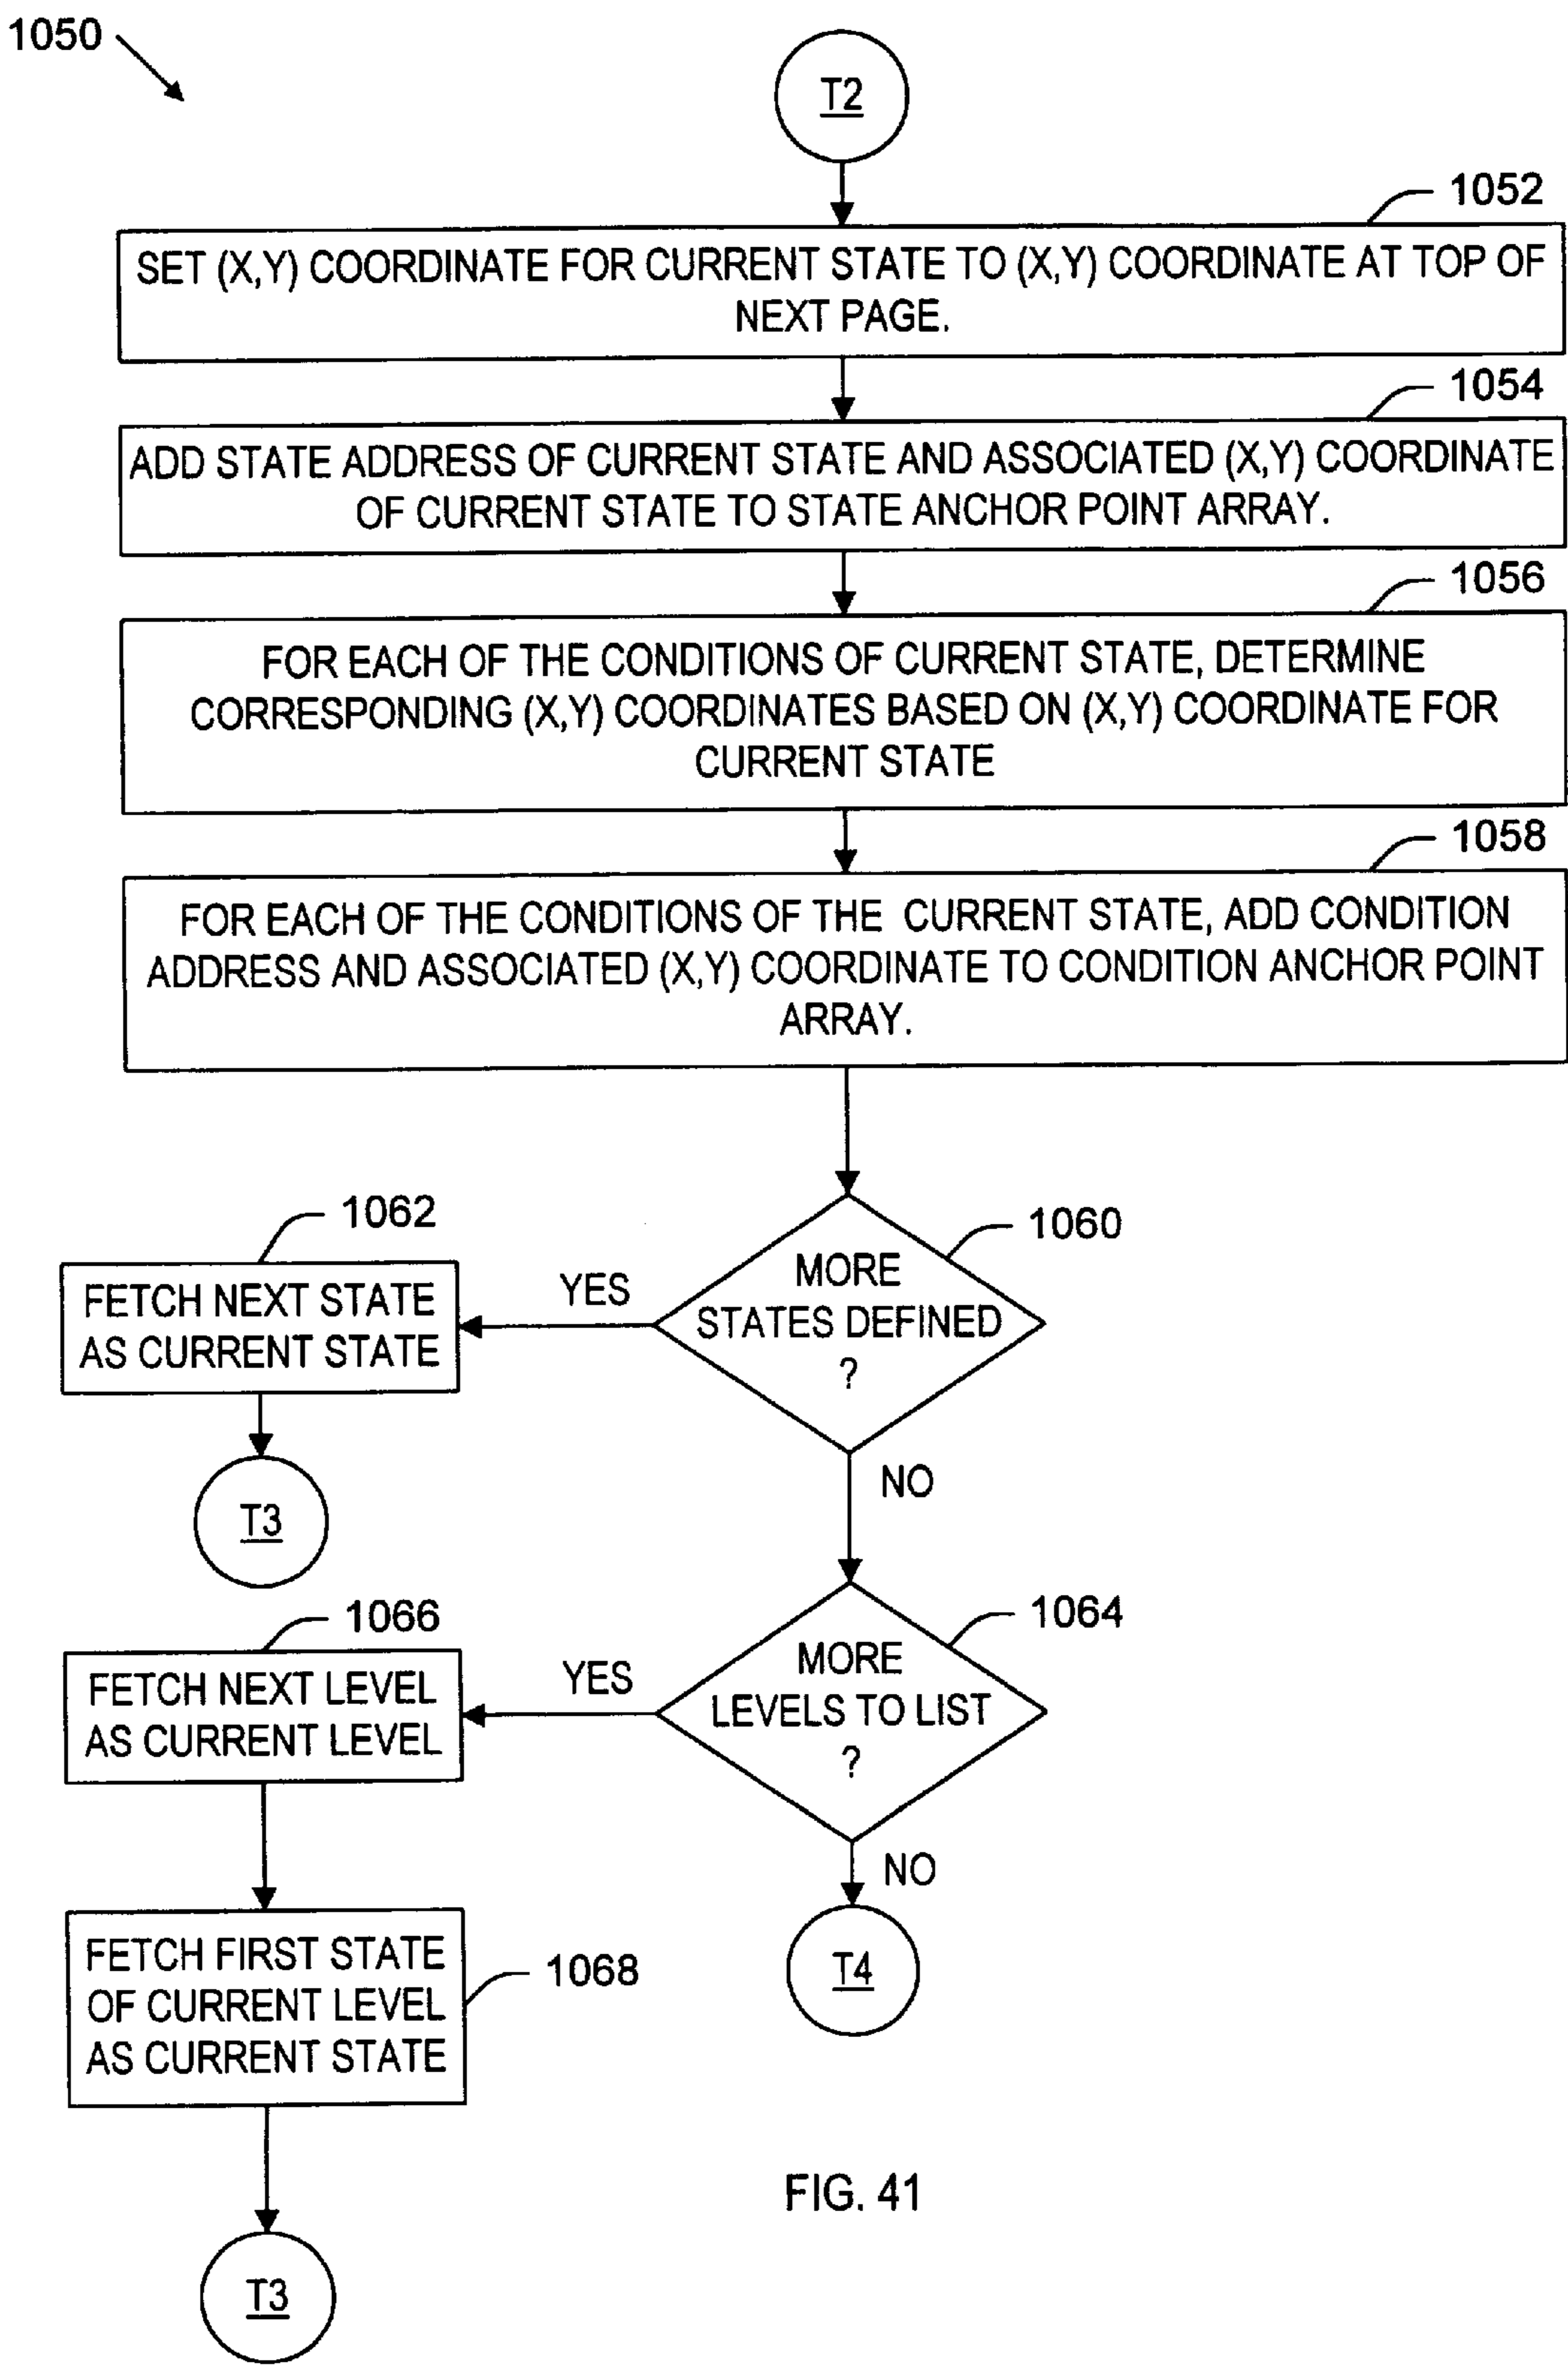 1050
T2
1052
SET (X,Y) COORDINATE FOR CURRENT STATE TO (X,Y) COORDINATE AT TOP OF
NEXT PAGE.
1054
ADD STATE ADDRESS OF CURRENT STATE AND ASSOCIATED (X,Y) COORDINATE
OF CURRENT STATE TO STATE ANCHOR POINT ARRAY.
1056
FOR EACH OF THE CONDITIONS OF CURRENT STATE, DETERMINE
CORRESPONDING (X,Y) COORDINATES BASED ON (X,Y) COORDINATE FOR
CURRENT STATE
1058
FOR EACH OF THE CONDITIONS OF THE CURRENT STATE, ADD CONDITION
ADDRESS AND ASSOCIATED (X,Y) COORDINATE TO CONDITION ANCHOR POINT
ARRAY.
1060
MORE
STATES DEFINED
?
YES
1062
FETCH NEXT STATE
AS CURRENT STATE
T3
NO
1064
MORE
LEVELS TO LIST
?
YES
1066
FETCH NEXT LEVEL
AS CURRENT LEVEL
1068
FETCH FIRST STATE
OF CURRENT LEVEL
AS CURRENT STATE
T3
NO
T4
FIG. 41